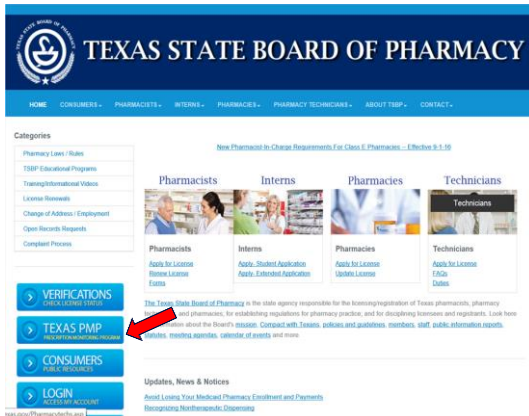 TEXAS STATE BOARD OF PHARMACY
HOME CONSUMERS PHARMACISTS INTERNS PHARMACIES PHARMACY TECHNICIANS ABOUT TSBP CONTACT
Categories
Pharmacy Laws / Rules
TSBP Educational Programs
Training/Informational Videos
License Renewals
Change of Address / Employment
Open Records Requests
Complaint Process
VERIFICATIONS
CHECK LICENSE STATUS
TEXAS PMP
PRESCRIPTION MONITORING PROGRAM
CONSUMERS
PUBLIC RESOURCES
LOGIN
ACCESS MY ACCOUNT
New Pharmacist-In-Charge Requirements For Class E Pharmacies -- Effective 9-1-16
Pharmacists Interns Pharmacies Technicians
Technicians
Pharmacists
Apply for License
Renew License
Forms
Interns
Apply- Student Application
Apply- Extended Application
Pharmacies
Apply for License
Update License
Technicians
Apply for License
FAQs
Duties
The Texas State Board of Pharmacy is the state agency responsible for the licensing/registration of Texas pharmacists, pharmacy
and pharmacies; for establishing regulations for pharmacy practice; and for disciplining licensees and registrants. Look here
information about the Board's mission, Compact with Texans, policies and guidelines, members, staff, public information reports,
statutes, meeting agendas, calendar of events and more
Updates, News & Notices
Avoid Losing Your Medicaid Pharmacy Enrollment and Payments
Recognizing Nontherapeutic Dispensing